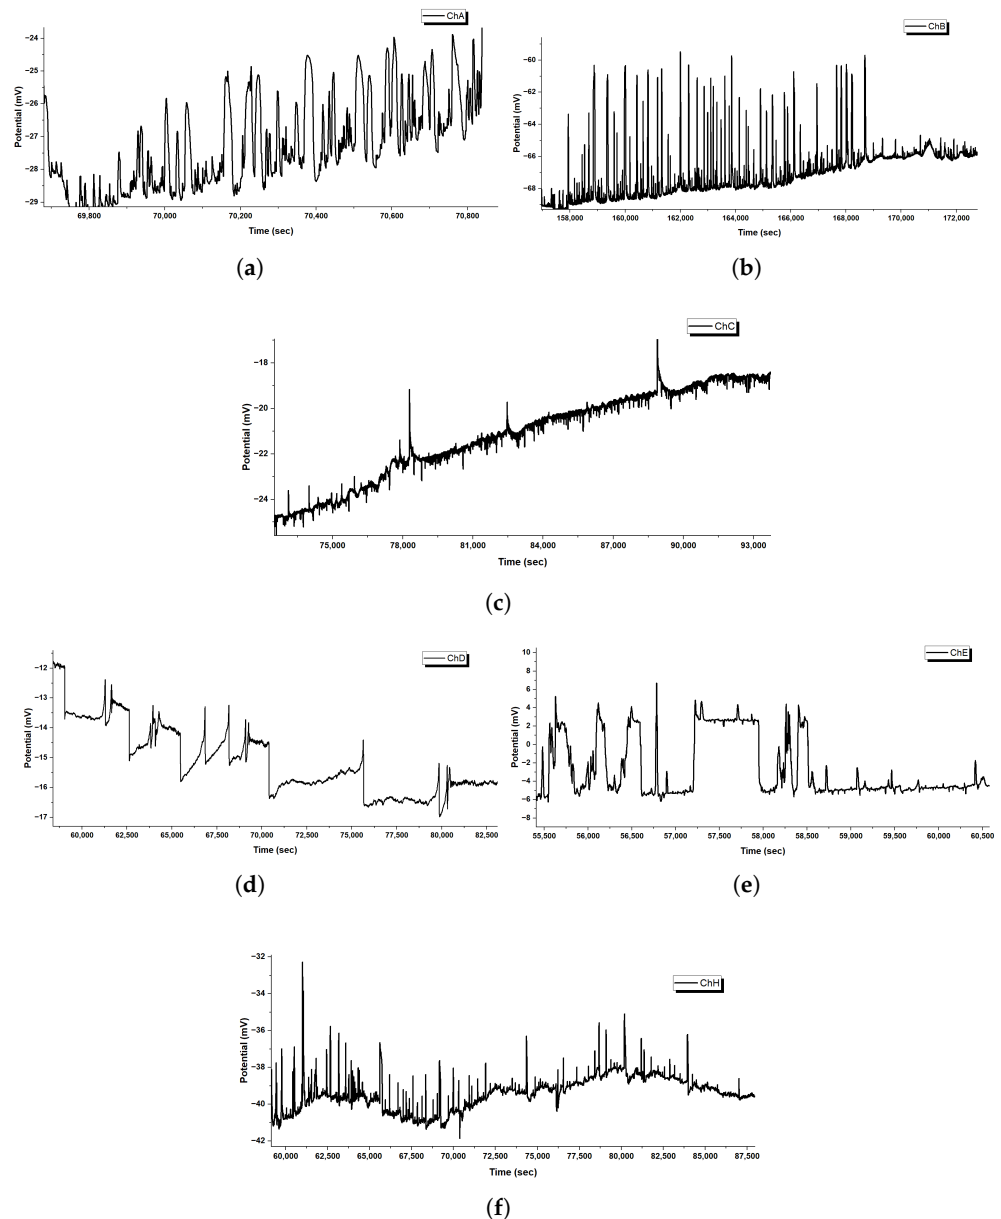 ChA
Potential (mV)
−24
−25
−26
−27
−28
−29
69,800 70,000 70,200 70,400 70,600 70,800
Time (sec)
(a)
ChB
Potential (mV)
−60
−62
−64
−66
−68
158,000 160,000 162,000 164,000 166,000 168,000 170,000 172,000
Time (sec)
(b)
ChC
Potential (mV)
−18
−20
−22
−24
75,000 78,000 81,000 84,000 87,000 90,000 93,000
Time (sec)
(c)
ChD
Potential (mV)
−12
−13
−14
−15
−16
−17
60,000 62,500 65,000 67,500 70,000 72,500 75,000 77,500 80,000 82,500
Time (sec)
(d)
ChE
Potential (mV)
10
8
6
4
2
0
−2
−4
−6
−8
55,500 56,000 56,500 57,000 57,500 58,000 58,500 59,000 59,500 60,000 60,500
Time (sec)
(e)
ChH
Potential (mV)
−32
−34
−36
−38
−40
−42
60,000 62,500 65,000 67,500 70,000 72,500 75,000 77,500 80,000 82,500 85,000 87,500
Time (sec)
(f)